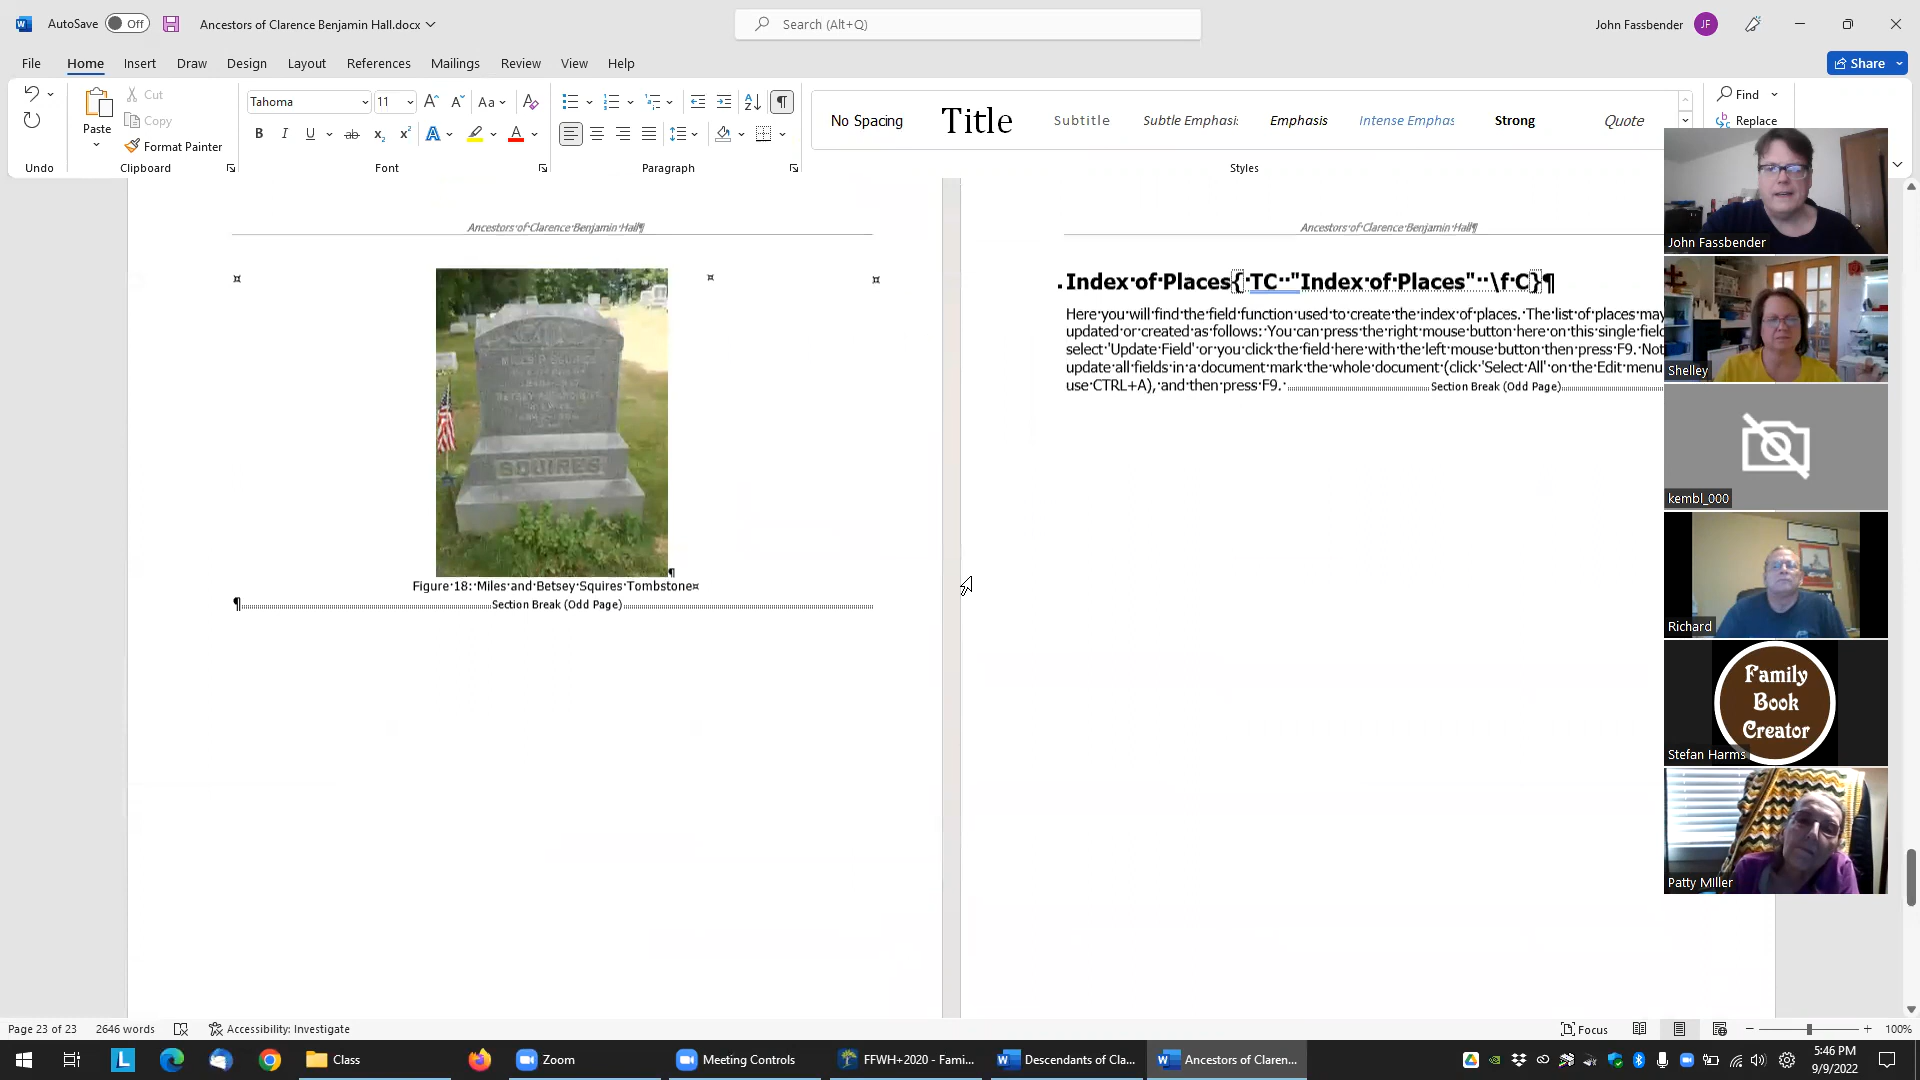 AutoSave Off Ancestors of Clarence Benjamin Hall.docx Search (Alt+Q) John Fassbender JF
File Home Insert Draw Design Layout References Mailings Review View Help Share
Paste Cut Copy Format Painter
Tahoma 11
No Spacing Title Subtitle Subtle Emphasi Emphasis Intense Emphas Strong Quote
Find
Replace
Undo Clipboard Font Paragraph Styles
Ancestors·of·Clarence·Benjamin·Hall¶
SQUIRES
Figure·18:·Miles·and·Betsey·Squires·Tombstone¤
¶ Section Break (Odd Page)
Ancestors·of·Clarence·Benjamin·Hall¶
Index·of·Places{·TC··"Index·of·Places"··\f·C}¶
Here·you·will·find·the·field·function·used·to·create·the·index·of·places.·The·list·of·places·may
updated·or·created·as·follows:·You·can·press·the·right·mouse·button·here·on·this·single·field
select·'Update·Field'·or·you·click·the·field·here·with·the·left·mouse·button·then·press·F9.·Not
update·all·fields·in·a·document·mark·the·whole·document·(click·'Select·All'·on·the·Edit·menu
use·CTRL+A),·and·then·press·F9.· Section Break (Odd Page)
John Fassbender
Shelley
kembl_000
Richard
Family
Book
Creator
Stefan Harms
Patty MIller
Page 23 of 23 2646 words Accessibility: Investigate Focus 100%
Class Zoom Meeting Controls FFWH+2020 - Fami... Descendants of Cla... Ancestors of Claren... 5:46 PM
9/9/2022